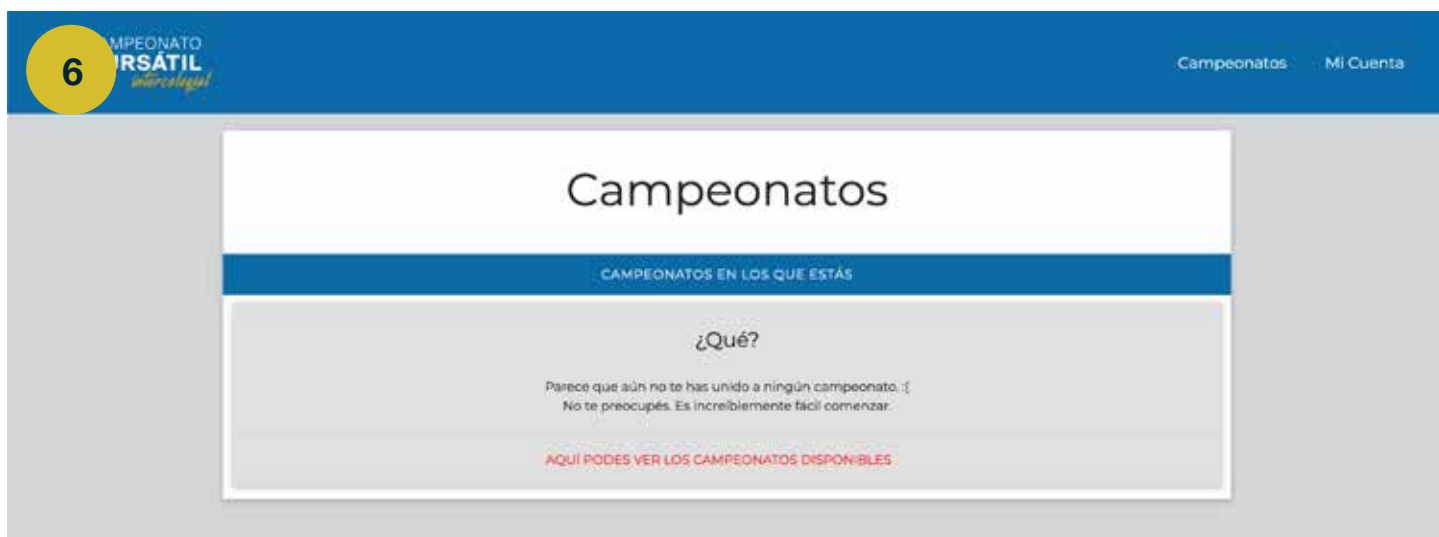 6
MPEONATO
RSÁTIL
intercolegial
Campeonatos
Mi Cuenta
Campeonatos
CAMPEONATOS EN LOS QUE ESTÁS
¿Qué?
Parece que aún no te has unido a ningún campeonato. :(
No te preocupés. Es increíblemente fácil comenzar.
AQUÍ PODES VER LOS CAMPEONATOS DISPONIBLES